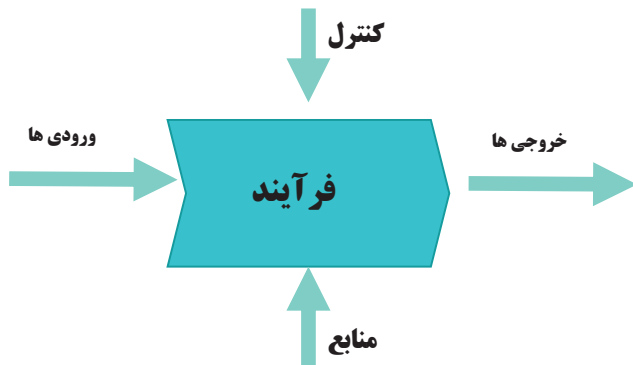 کنترل
ورودی ها
خروجی ها
فرآیند
منابع